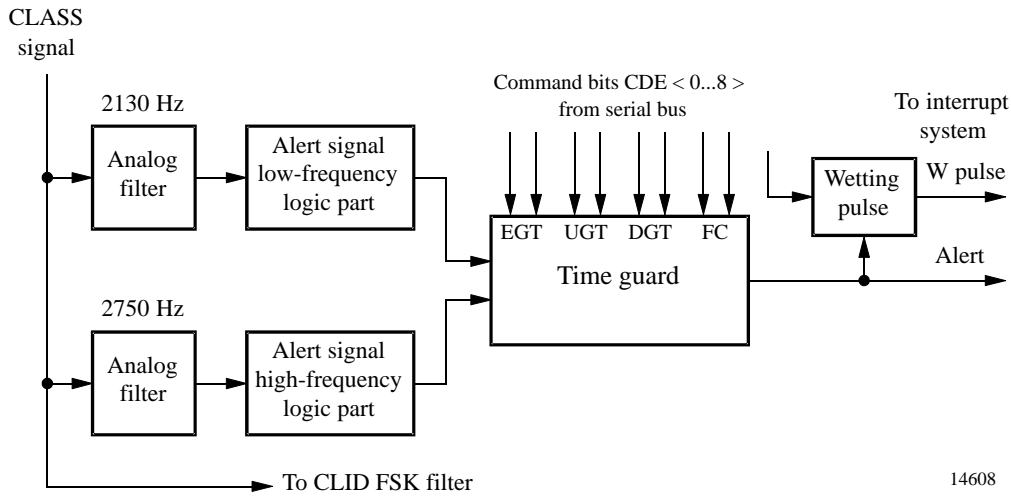 CLASS
signal
2130 Hz
Analog
filter
Alert signal
low-frequency
logic part
Command bits CDE < 0...8 >
from serial bus
EGT UGT DGT FC
Time guard
To interrupt
system
Wetting
pulse
W pulse
Alert
2750 Hz
Analog
filter
Alert signal
high-frequency
logic part
To CLID FSK filter
14608